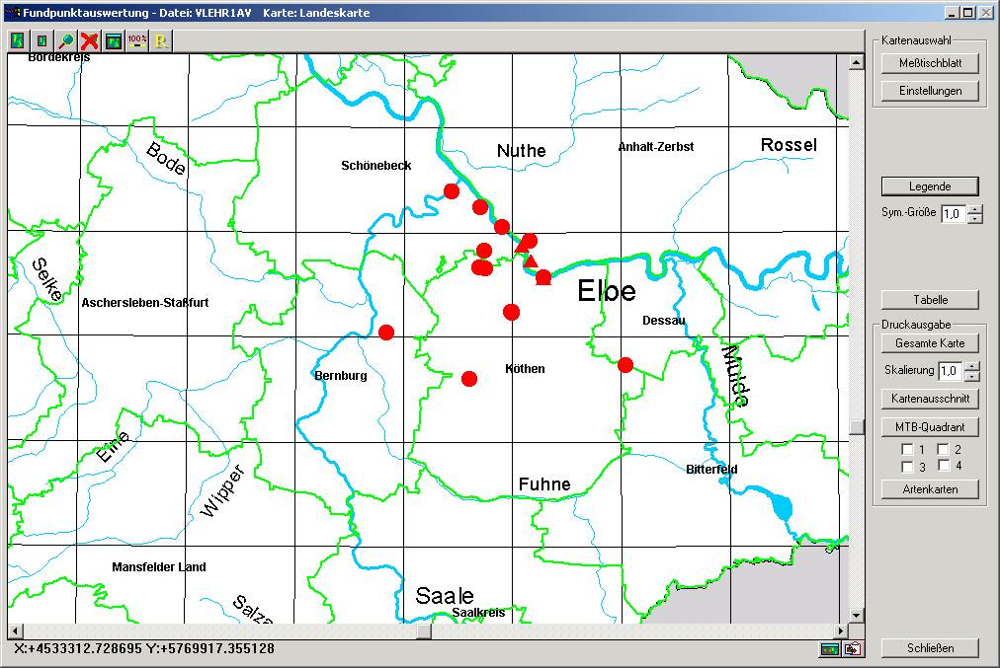 Fundpunktauswertung - Datei: VLEHR1AV   Karte: Landeskarte
100%
R
Kartenauswahl
Meßtischblatt
Einstellungen
Legende
Sym.-Größe 1,0
Tabelle
Druckausgabe
Gesamte Karte
Skalierung 1,0
Kartenausschnitt
MTB-Quadrant
1 2
3 4
Artenkarten
Schließen
Bördekreis
Bode
Schönebeck
Nuthe
Anhalt-Zerbst
Rossel
Selke
Aschersleben-Staßfurt
Elbe
Dessau
Mulde
Bernburg
Köthen
Eine
Wipper
Fuhne
Bitterfeld
Mansfelder Land
Salza
Saale
Saalkreis
X:+4533312.728695 Y:+5769917.355128